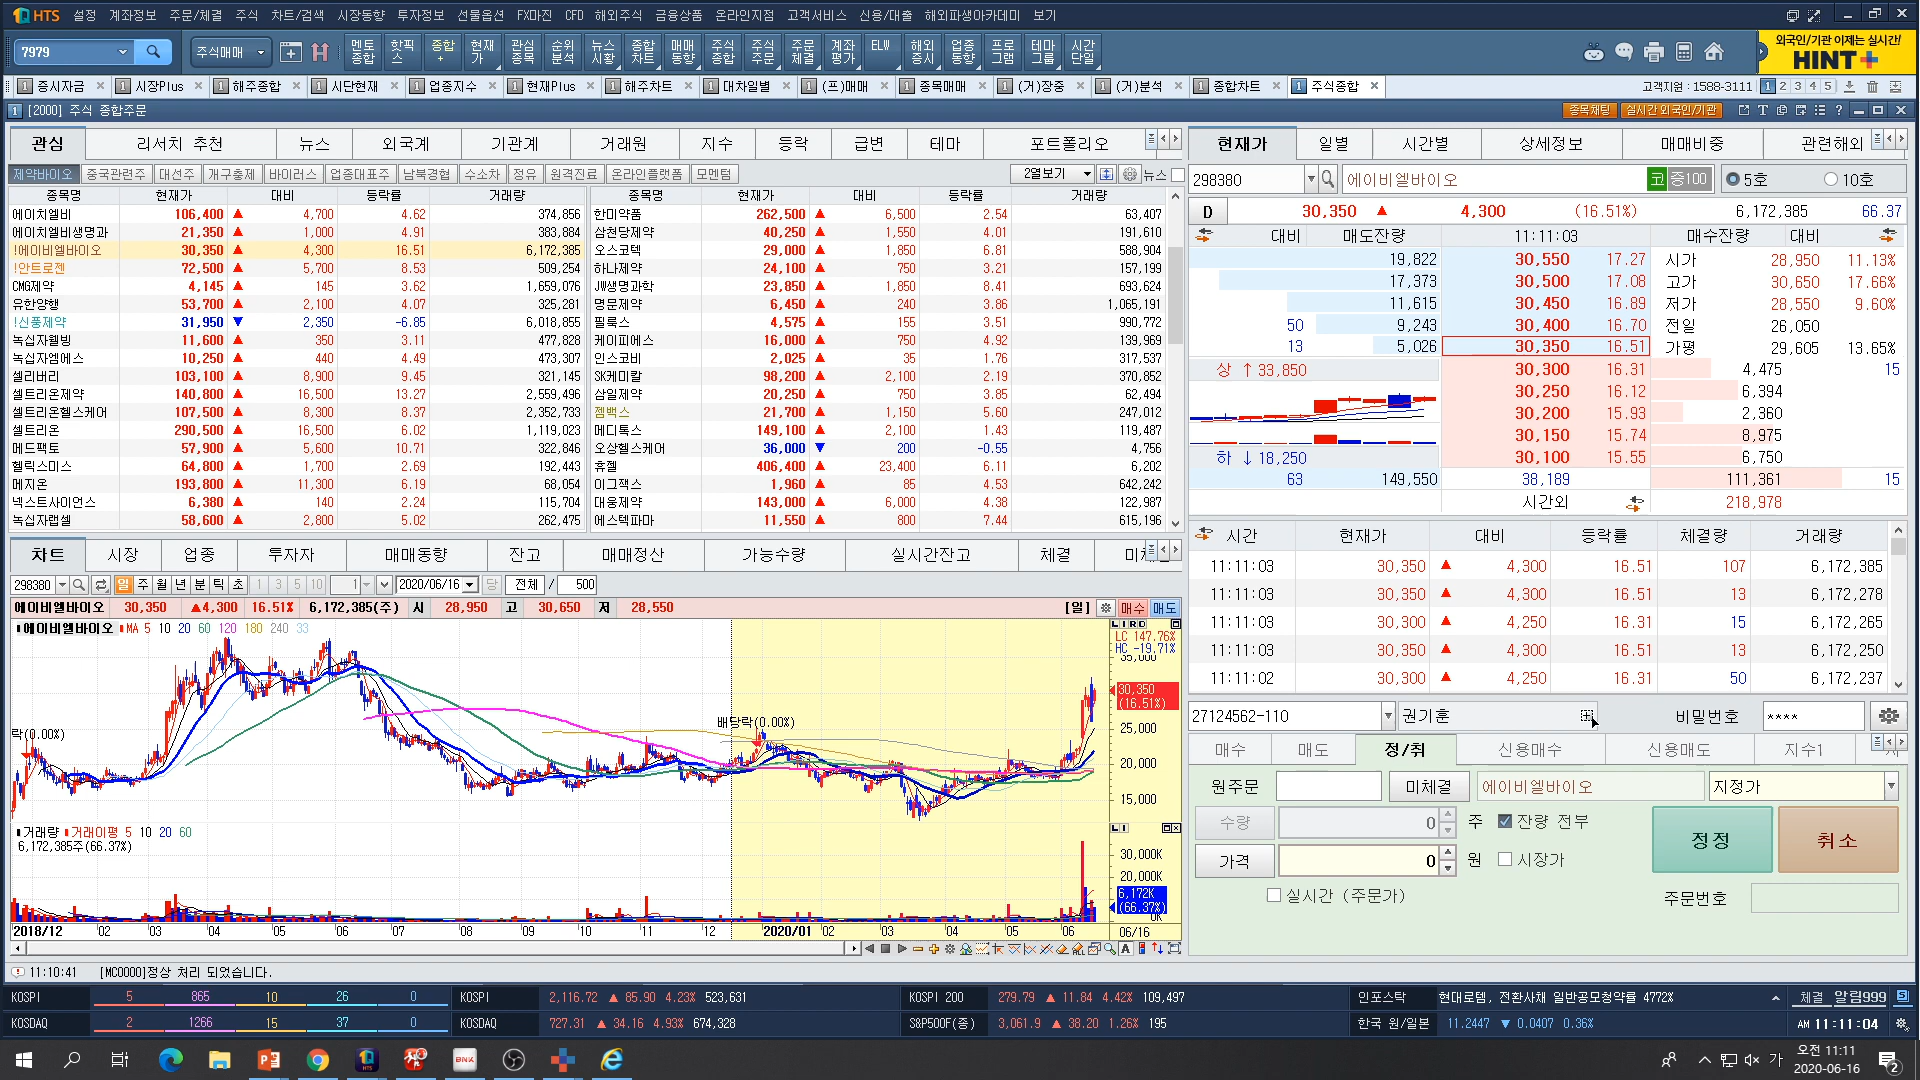 HTS 설정 계좌정보 주문/체결 주식 차트/검색 시장동향 투자정보 선물옵션 FX마진 CFD 해외주식 금융상품 온라인지점 고객서비스 신용/대출 해외파생아카데미 보기
7979 주식매매 멘토종합 핫픽스 종합+ 현재가 관심종목 순위분석 뉴스시황 종합차트 매매동향 주식종합 주식주문 주문체결 계좌평가 ELW 해외증시 업종동향 프로그램 테마그룹 시간단일
외국인/기관 이제는 실시간!
HINT+
1 증시자금 × 1 시장Plus × 1 해주종합 × 1 시단현재 × 1 업종지수 × 1 현재Plus × 1 해주차트 × 1 대차일별 × 1 (프)매매 × 1 종목매매 × 1 (거)장중 × 1 (거)분석 × 1 종합차트 × 1 주식종합 × 고객지원 : 1588-3111 1 2 3 4 5
1 [2000] 주식 종합주문 종목채팅 실시간 외국인/기관
관심 리서치 추천 뉴스 외국계 기관계 거래원 지수 등락 급변 테마 포트폴리오
제약바이오 중국관련주 대선주 개구충제 바이러스 업종대표주 남북경협 수소차 정유 원격진료 온라인플랫폼 모멘텀 2열보기 뉴스
종목명 현재가 대비 등락률 거래량 종목명 현재가 대비 등락률 거래량
에이치엘비 106,400 ▲ 4,700 4.62 374,856 한미약품 262,500 ▲ 6,500 2.54 63,407
에이치엘비생명과 21,350 ▲ 1,000 4.91 383,884 삼천당제약 40,250 ▲ 1,550 4.01 191,610
!에이비엘바이오 30,350 ▲ 4,300 16.51 6,172,385 오스코텍 29,000 ▲ 1,850 6.81 588,904
!안트로젠 72,500 ▲ 5,700 8.53 509,254 하나제약 24,100 ▲ 750 3.21 157,199
CMG제약 4,145 ▲ 145 3.62 1,659,076 JW생명과학 23,850 ▲ 1,850 8.41 693,624
유한양행 53,700 ▲ 2,100 4.07 325,281 명문제약 6,450 ▲ 240 3.86 1,065,191
!신풍제약 31,950 ▼ 2,350 -6.85 6,018,855 필룩스 4,575 ▲ 155 3.51 990,772
녹십자웰빙 11,600 ▲ 350 3.11 477,828 케이피에스 16,000 ▲ 750 4.92 139,969
녹십자엠에스 10,250 ▲ 440 4.49 473,307 인스코비 2,025 ▲ 35 1.76 317,537
셀리버리 103,100 ▲ 8,900 9.45 321,145 SK케미칼 98,200 ▲ 2,100 2.19 370,852
셀트리온제약 140,800 ▲ 16,500 13.27 2,559,496 삼일제약 20,250 ▲ 750 3.85 62,494
셀트리온헬스케어 107,500 ▲ 8,300 8.37 2,352,733 젬백스 21,700 ▲ 1,150 5.60 247,012
셀트리온 290,500 ▲ 16,500 6.02 1,119,023 메디톡스 149,100 ▲ 2,100 1.43 119,487
메드팩토 57,900 ▲ 5,600 10.71 322,846 오상헬스케어 36,000 ▼ 200 -0.55 4,756
헬릭스미스 64,800 ▲ 1,700 2.69 192,443 휴젤 406,400 ▲ 23,400 6.11 6,202
메지온 193,800 ▲ 11,300 6.19 68,054 이그잭스 1,960 ▲ 85 4.53 642,242
넥스트사이언스 6,380 ▲ 140 2.24 115,704 대웅제약 143,000 ▲ 6,000 4.38 122,987
녹십자랩셀 58,600 ▲ 2,800 5.02 262,475 에스텍파마 11,550 ▲ 800 7.44 615,196
차트 시장 업종 투자자 매매동향 잔고 매매정산 가능수량 실시간잔고 체결
298380 일 주 월 년 분 틱 초 1 3 5 10 1 2020/06/16 당 전체 / 500
에이비엘바이오 30,350 ▲4,300 16.51% 6,172,385(주) 시 28,950 고 30,650 저 28,550 [일] 매수 매도
에이비엘바이오 MA 5 10 20 60 120 180 240 33
LC 147.76%
HC -19.71%
35,000
30,350
(16.51%)
배당락(0.00%)
25,000
락(0.00%)
20,000
15,000
거래량 거래이평 5 10 20 60
6,172,385주(66.37%)
30,000K
20,000K
6,172K
(66.37%)
0K
2018/12 02 03 04 05 06 07 08 09 10 11 12 2020/01 02 03 04 05 06 06/16
현재가 일별 시간별 상세정보 매매비중 관련해외
298380 에이비엘바이오 코 중100 5호 10호
D 30,350 ▲ 4,300 (16.51%) 6,172,385 66.37
대비 매도잔량 11:11:03 매수잔량 대비
19,822 30,550 17.27 시가 28,950 11.13%
17,373 30,500 17.08 고가 30,650 17.66%
11,615 30,450 16.89 저가 28,550 9.60%
50 9,243 30,400 16.70 전일 26,050
13 5,026 30,350 16.51 가평 29,605 13.65%
상 ↑ 33,850 30,300 16.31 4,475 15
30,250 16.12 6,394
30,200 15.93 2,360
30,150 15.74 8,975
하 ↓ 18,250 30,100 15.55 6,750
63 149,550 38,189 111,361 15
시간외 218,978
시간 현재가 대비 등락률 체결량 거래량
11:11:03 30,350 ▲ 4,300 16.51 107 6,172,385
11:11:03 30,350 ▲ 4,300 16.51 13 6,172,278
11:11:03 30,300 ▲ 4,250 16.31 15 6,172,265
11:11:03 30,350 ▲ 4,300 16.51 13 6,172,250
11:11:02 30,300 ▲ 4,250 16.31 50 6,172,237
27124562-110 권기훈 비밀번호 ****
매수 매도 정/취 신용매수 신용매도 지수1
원주문 미체결 에이비엘바이오 지정가
수량 0 주 잔량 전부 정정 취소
가격 0 원 시장가
실시간 (주문가) 주문번호
11:10:41 [MC0000]정상 처리 되었습니다.
KOSPI 5 865 10 26 0 KOSPI 2,116.72 ▲ 85.90 4.23% 523,631 KOSPI 200 279.79 ▲ 11.84 4.42% 109,497 인포스탁 현대로템, 전환사채 일반공모청약률 4772% 체결 알림999
KOSDAQ 2 1266 15 37 0 KOSDAQ 727.31 ▲ 34.16 4.93% 674,328 S&P500F(종) 3,061.9 ▲ 38.20 1.26% 195 한국 원/일본 11.2447 ▼ 0.0407 0.36% AM 11:11:04
HTS BNK 가 오전 11:11
2020-06-16 2